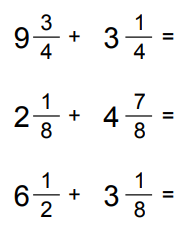 9 3/4 + 3 1/4 =
2 1/8 + 4 7/8 =
6 1/2 + 3 1/8 =